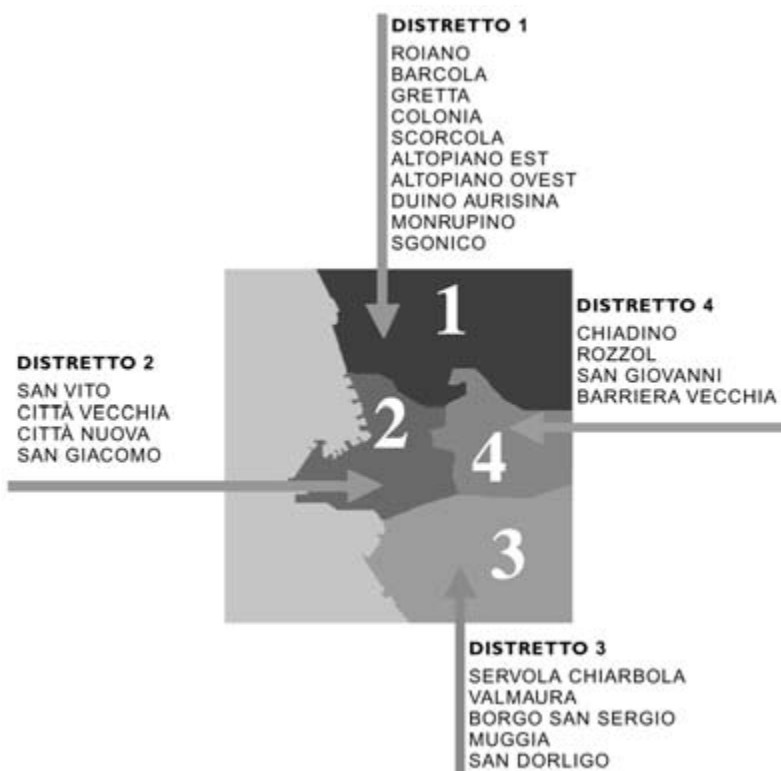 DISTRETTO 1
ROIANO
BARCOLA
GRETTA
COLONIA
SCORCOLA
ALTOPIANO EST
ALTOPIANO OVEST
DUINO AURISINA
MONRUPINO
SGONICO
1
DISTRETTO 4
CHIADINO
ROZZOL
SAN GIOVANNI
BARRIERA VECCHIA
DISTRETTO 2
SAN VITO
CITTÀ VECCHIA
CITTÀ NUOVA
SAN GIACOMO
2
4
3
DISTRETTO 3
SERVOLA CHIARBOLA
VALMAURA
BORGO SAN SERGIO
MUGGIA
SAN DORLIGO